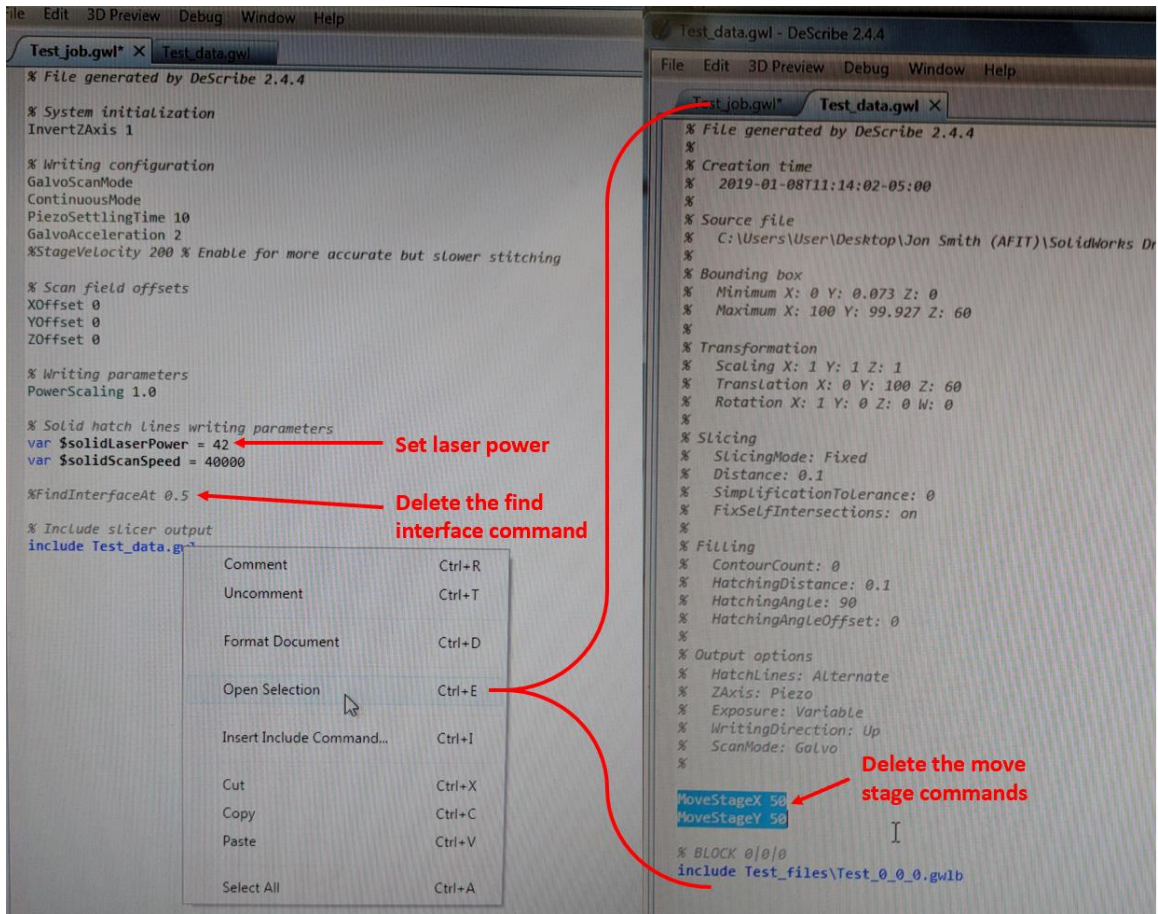 ile Edit 3D Preview Debug Window Help
Test_job.gwl* X Test_data.gwl
% File generated by DeScribe 2.4.4
% System initialization
InvertZAxis 1
% Writing configuration
GalvoScanMode
ContinuousMode
PiezoSettlingTime 10
GalvoAcceleration 2
%StageVelocity 200 % Enable for more accurate but slower stitching
% Scan field offsets
XOffset 0
YOffset 0
ZOffset 0
% Writing parameters
PowerScaling 1.0
% Solid hatch lines writing parameters
var $solidLaserPower = 42
var $solidScanSpeed = 40000
%FindInterfaceAt 0.5
% Include slicer output
include Test_data.gwl
Set laser power
Delete the find
interface command
Comment Ctrl+R
Uncomment Ctrl+T
Format Document Ctrl+D
Open Selection Ctrl+E
Insert Include Command... Ctrl+I
Cut Ctrl+X
Copy Ctrl+C
Paste Ctrl+V
Select All Ctrl+A
Test_data.gwl - DeScribe 2.4.4
File Edit 3D Preview Debug Window Help
Test_job.gwl* Test_data.gwl X
% File generated by DeScribe 2.4.4
%
% Creation time
% 2019-01-08T11:14:02-05:00
%
% Source file
% C:\Users\User\Desktop\Jon Smith (AFIT)\SolidWorks Dr
%
% Bounding box
% Minimum X: 0 Y: 0.073 Z: 0
% Maximum X: 100 Y: 99.927 Z: 60
%
% Transformation
% Scaling X: 1 Y: 1 Z: 1
% Translation X: 0 Y: 100 Z: 60
% Rotation X: 1 Y: 0 Z: 0 W: 0
%
% Slicing
% SlicingMode: Fixed
% Distance: 0.1
% SimplificationTolerance: 0
% FixSelfIntersections: on
%
% Filling
% ContourCount: 0
% HatchingDistance: 0.1
% HatchingAngle: 90
% HatchingAngleOffset: 0
%
% Output options
% HatchLines: Alternate
% ZAxis: Piezo
% Exposure: Variable
% WritingDirection: Up
% ScanMode: Galvo
%
Delete the move
stage commands
MoveStageX 50
MoveStageY 50
% BLOCK 0|0|0
include Test_files\Test_0_0_0.gwlb